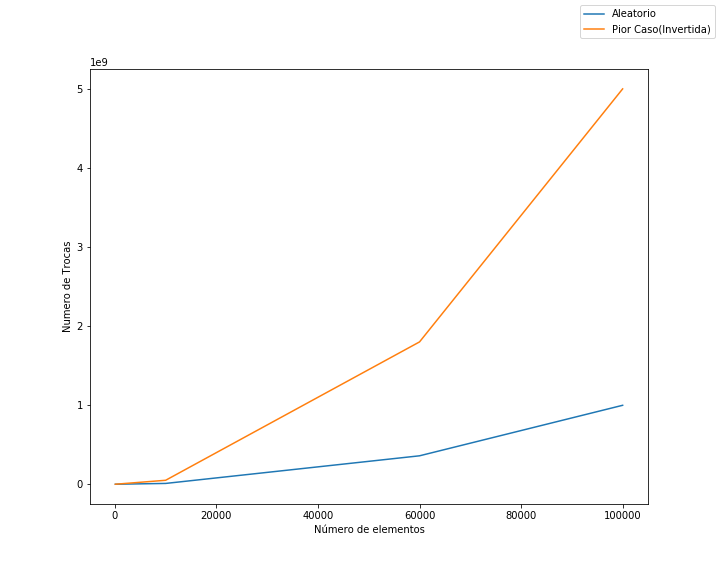 Aleatorio
Pior Caso(Invertida)
1e9
5
4
3
2
1
0
Numero de Trocas
0 20000 40000 60000 80000 100000
Número de elementos